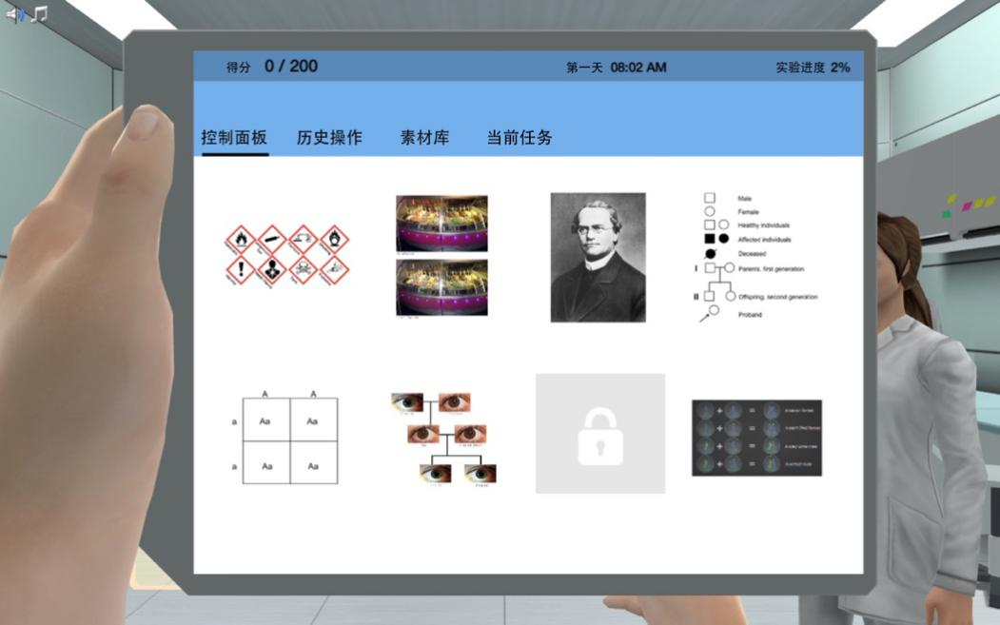 得分 0 / 200
第一天 08:02 AM
实验进度 2%
控制面板
历史操作
素材库
当前任务
Male
Female
Healthy individuals
Affected individuals
Deceased
I Parents, first generation
II Offspring, second generation
Proband
A A
a Aa Aa
a Aa Aa